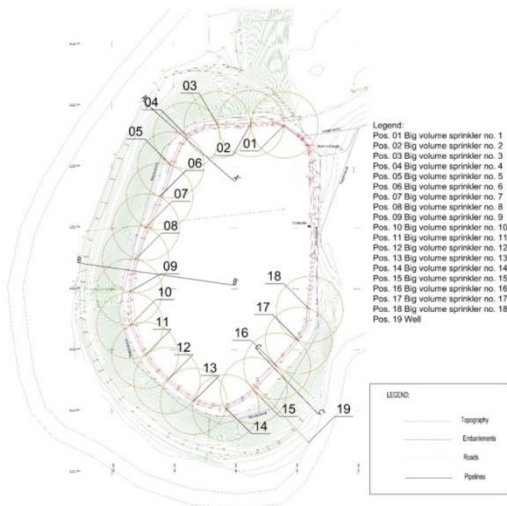 03
04
02
01
05
06
07
08
09
10
11
12
13
14
15
16
17
18
19
Legend:
Pos. 01 Big volume sprinkler no. 1
Pos. 02 Big volume sprinkler no. 2
Pos. 03 Big volume sprinkler no. 3
Pos. 04 Big volume sprinkler no. 4
Pos. 05 Big volume sprinkler no. 5
Pos. 06 Big volume sprinkler no. 6
Pos. 07 Big volume sprinkler no. 7
Pos. 08 Big volume sprinkler no. 8
Pos. 09 Big volume sprinkler no. 9
Pos. 10 Big volume sprinkler no. 10
Pos. 11 Big volume sprinkler no. 11
Pos. 12 Big volume sprinkler no. 12
Pos. 13 Big volume sprinkler no. 13
Pos. 14 Big volume sprinkler no. 14
Pos. 15 Big volume sprinkler no. 15
Pos. 16 Big volume sprinkler no. 16
Pos. 17 Big volume sprinkler no. 17
Pos. 18 Big volume sprinkler no. 18
Pos. 19 Well
LEGEND:
Topography
Embankments
Roads
Pipelines